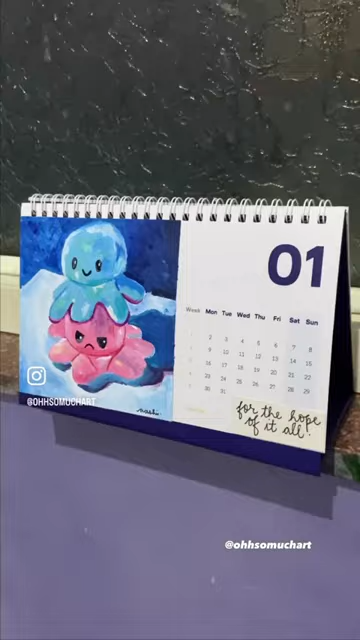 01
Week Mon Tue Wed Thu Fri Sat Sun
2 3 4 5 6 7 8
9 10 11 12 13 14 15
16 17 18 19 20 21 22
23 24 25 26 27 28 29
30 31
for the hope
of it all!
@OHHSOMUCHART
@ohhsomuchart